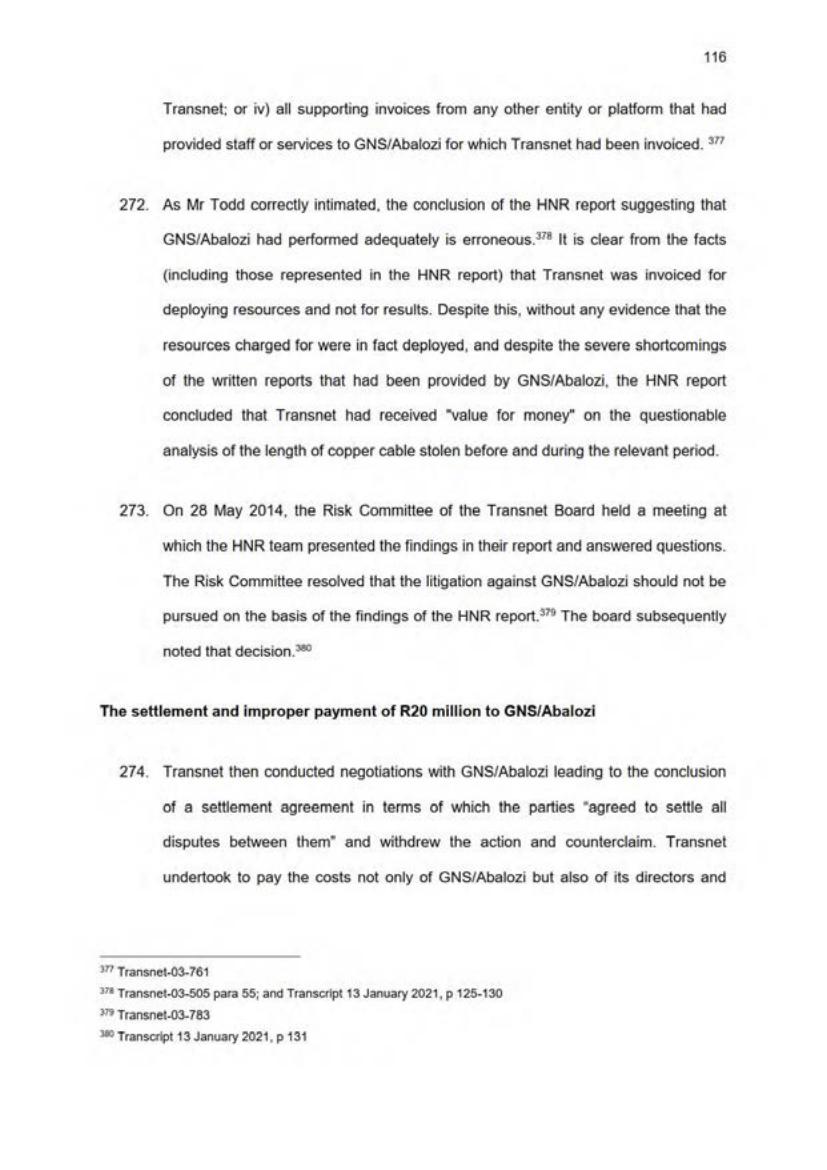 116
Transnet; or iv) all supporting invoices from any other entity or platform that had
provided staff or services to GNS/Abalozi for which Transnet had been invoiced. 377
272. As Mr Todd correctly intimated, the conclusion of the HNR report suggesting that
GNS/Abalozi had performed adequately is erroneous.378 It is clear from the facts
(including those represented in the HNR report) that Transnet was invoiced for
deploying resources and not for results. Despite this, without any evidence that the
resources charged for were in fact deployed, and despite the severe shortcomings
of the written reports that had been provided by GNS/Abalozi, the HNR report
concluded that Transnet had received "value for money" on the questionable
analysis of the length of copper cable stolen before and during the relevant period.
273. On 28 May 2014, the Risk Committee of the Transnet Board held a meeting at
which the HNR team presented the findings in their report and answered questions.
The Risk Committee resolved that the litigation against GNS/Abalozi should not be
pursued on the basis of the findings of the HNR report.379 The board subsequently
noted that decision.380
The settlement and improper payment of R20 million to GNS/Abalozi
274. Transnet then conducted negotiations with GNS/Abalozi leading to the conclusion
of a settlement agreement in terms of which the parties "agreed to settle all
disputes between them" and withdrew the action and counterclaim. Transnet
undertook to pay the costs not only of GNS/Abalozi but also of its directors and
377 Transnet-03-761
378 Transnet-03-505 para 55; and Transcript 13 January 2021, p 125-130
379 Transnet-03-783
380 Transcript 13 January 2021, p 131